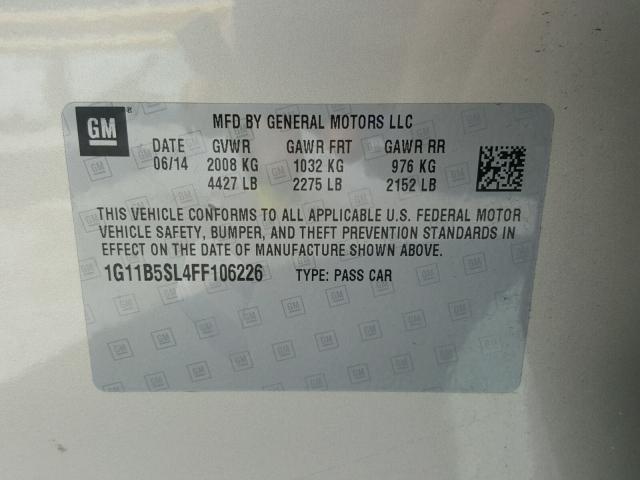 GM
MFD BY GENERAL MOTORS LLC
DATE GVWR GAWR FRT GAWR RR
06/14 2008 KG 1032 KG 976 KG
4427 LB 2275 LB 2152 LB
THIS VEHICLE CONFORMS TO ALL APPLICABLE U.S. FEDERAL MOTOR
VEHICLE SAFETY, BUMPER, AND THEFT PREVENTION STANDARDS IN
EFFECT ON THE DATE OF MANUFACTURE SHOWN ABOVE.
1G11B5SL4FF106226 TYPE: PASS CAR